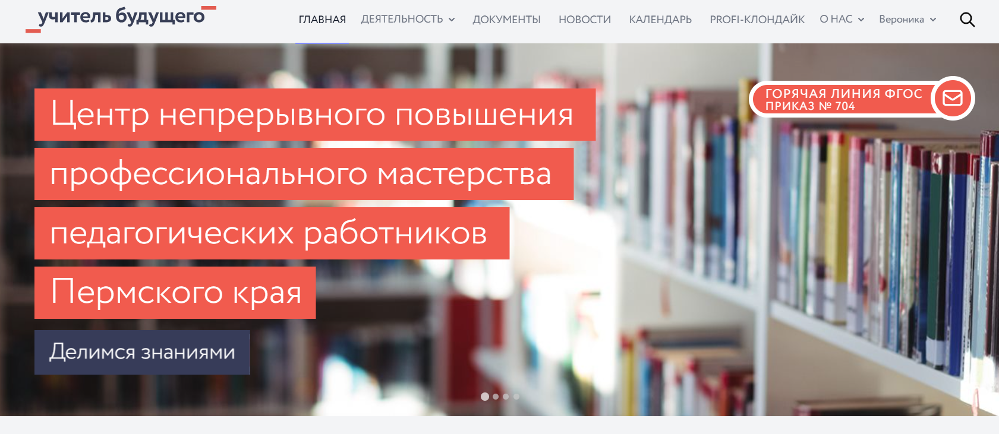 учитель будущего
ГЛАВНАЯ ДЕЯТЕЛЬНОСТЬ ДОКУМЕНТЫ НОВОСТИ КАЛЕНДАРЬ PROFI-КЛОНДАЙК О НАС Вероника
ГОРЯЧАЯ ЛИНИЯ ФГОС
ПРИКАЗ № 704
Центр непрерывного повышения
профессионального мастерства
педагогических работников
Пермского края
Делимся знаниями